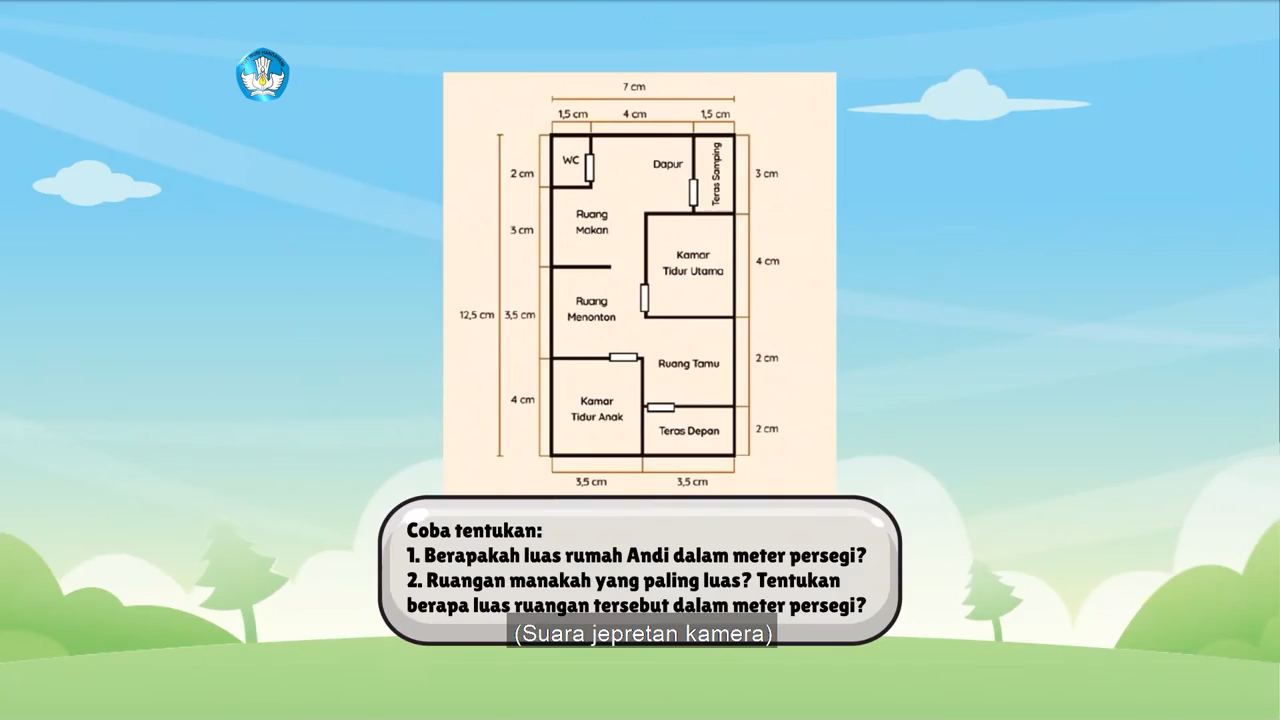 7 cm
1,5 cm 4 cm 1,5 cm
WC
Dapur
Teras Samping
2 cm
3 cm
Ruang
Makan
3 cm
Kamar
Tidur Utama
4 cm
Ruang
Menonton
12,5 cm 3,5 cm
Ruang Tamu
2 cm
Kamar
Tidur Anak
4 cm
Teras Depan
2 cm
3,5 cm 3,5 cm
Coba tentukan:
1. Berapakah luas rumah Andi dalam meter persegi?
2. Ruangan manakah yang paling luas? Tentukan
berapa luas ruangan tersebut dalam meter persegi?
(Suara jepretan kamera)